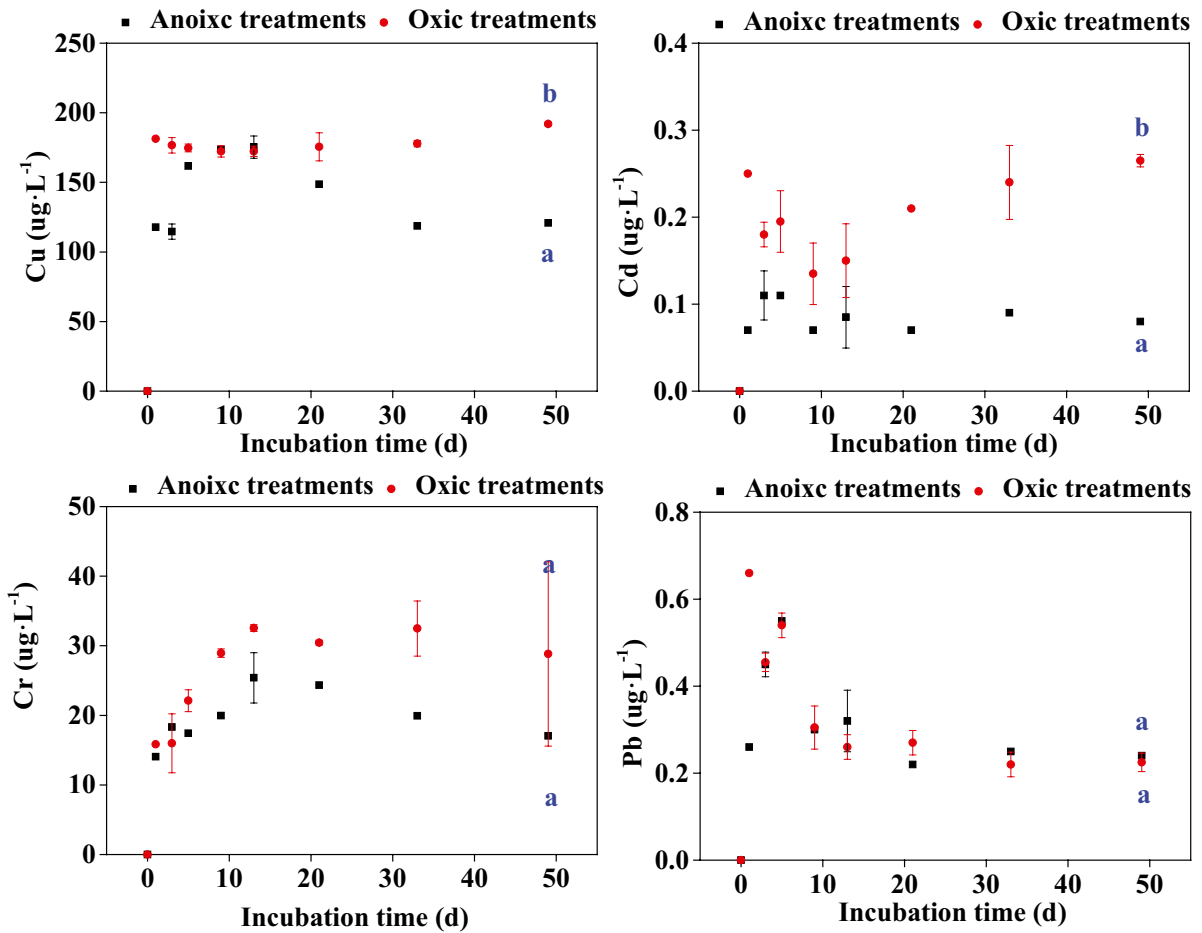 Anoixc treatments Oxic treatments
250
200
150
100
50
0
Cu (ug·L⁻¹)
b
a
0 10 20 30 40 50
Incubation time (d)
Anoixc treatments Oxic treatments
0.4
0.3
0.2
0.1
0.0
Cd (ug·L⁻¹)
b
a
0 10 20 30 40 50
Incubation time (d)
Anoixc treatments Oxic treatments
50
40
30
20
10
0
Cr (ug·L⁻¹)
a
a
0 10 20 30 40 50
Incubation time (d)
Anoixc treatments Oxic treatments
0.8
0.6
0.4
0.2
0.0
Pb (ug·L⁻¹)
a
a
0 10 20 30 40 50
Incubation time (d)